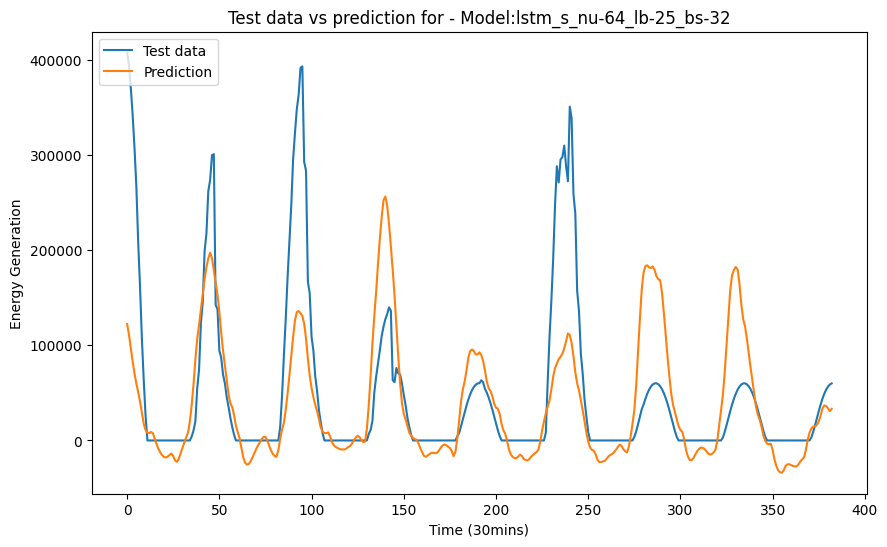 Test data vs prediction for - Model:lstm_s_nu-64_lb-25_bs-32
Test data
Prediction
Energy Generation
400000
300000
200000
100000
0
0 50 100 150 200 250 300 350 400
Time (30mins)